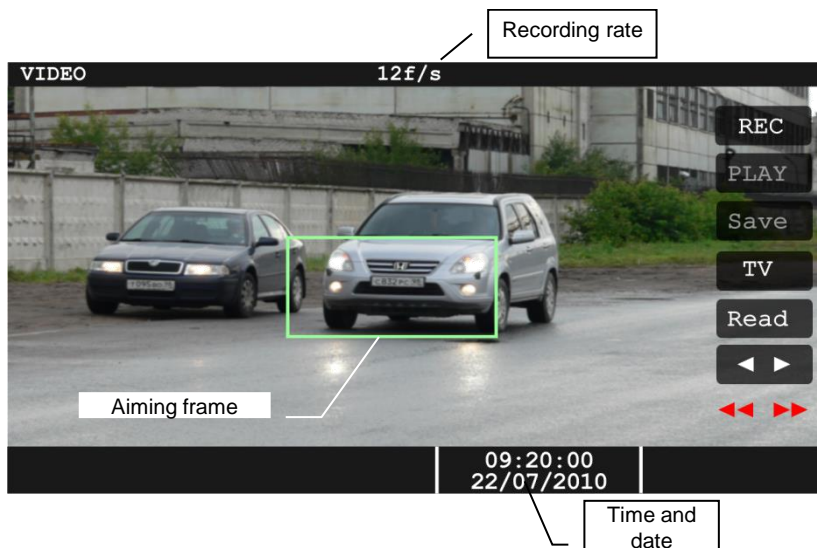 Recording rate
VIDEO 12f/s
REC
PLAY
Save
TV
Read
Aiming frame
09:20:00
22/07/2010
Time and
date